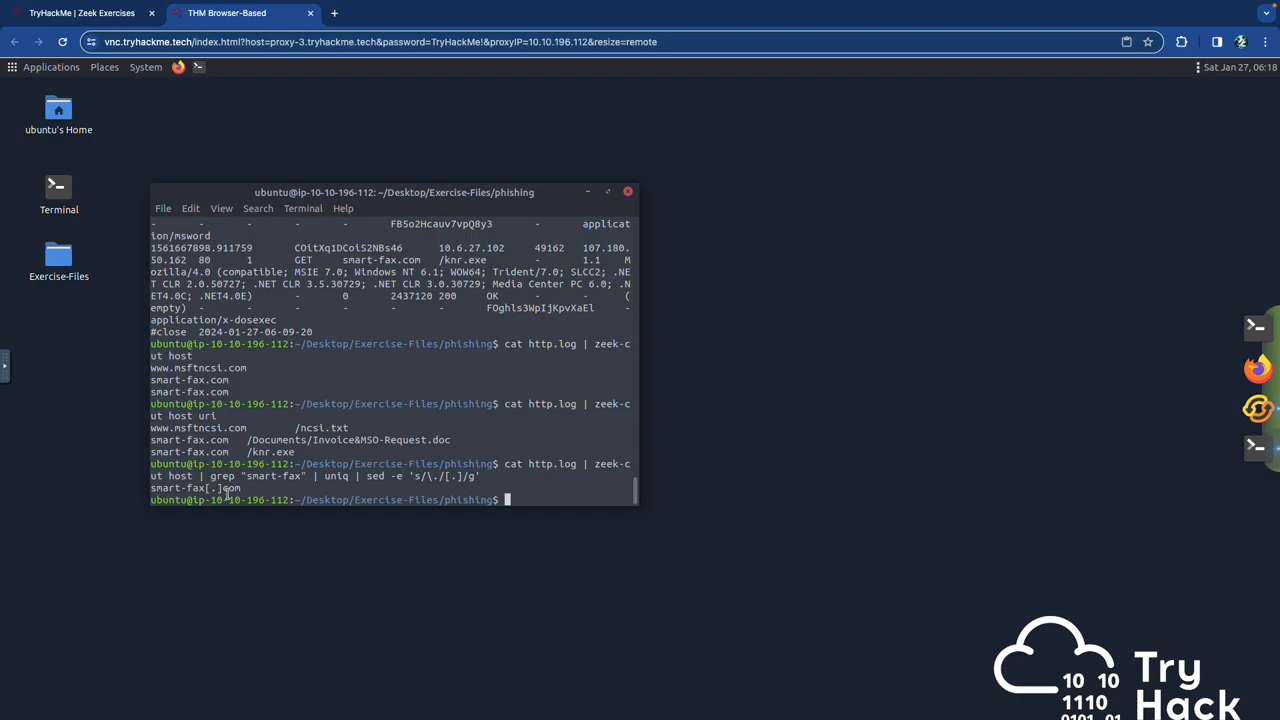 TryHackMe | Zeek Exercises
THM Browser-Based
vnc.tryhackme.tech/index.html?host=proxy-3.tryhackme.tech&password=TryHackMe!&proxyIP=10.10.196.112&resize=remote
Applications Places System
Sat Jan 27, 06:18
ubuntu's Home
Terminal
Exercise-Files
ubuntu@ip-10-10-196-112: ~/Desktop/Exercise-Files/phishing
File Edit View Search Terminal Help
- - - - FB5o2Hcauv7vpQ8y3 - applicat
ion/msword
1561667898.911759 COitXq1DCoiS2NBs46 10.6.27.102 49162 107.180.
50.162 80 1 GET smart-fax.com /knr.exe - 1.1 M
ozilla/4.0 (compatible; MSIE 7.0; Windows NT 6.1; WOW64; Trident/7.0; SLCC2; .NE
T CLR 2.0.50727; .NET CLR 3.5.30729; .NET CLR 3.0.30729; Media Center PC 6.0; .N
ET4.0C; .NET4.0E) - 0 2437120 200 OK - - (
empty) - - - - - FOghls3WpIjKpvXaEl -
application/x-dosexec
#close 2024-01-27-06-09-20
ubuntu@ip-10-10-196-112:~/Desktop/Exercise-Files/phishing$ cat http.log | zeek-c
ut host
www.msftncsi.com
smart-fax.com
smart-fax.com
ubuntu@ip-10-10-196-112:~/Desktop/Exercise-Files/phishing$ cat http.log | zeek-c
ut host uri
www.msftncsi.com /ncsi.txt
smart-fax.com /Documents/Invoice&MSO-Request.doc
smart-fax.com /knr.exe
ubuntu@ip-10-10-196-112:~/Desktop/Exercise-Files/phishing$ cat http.log | zeek-c
ut host | grep "smart-fax" | uniq | sed -e 's/\./[.]/g'
smart-fax[.]com
ubuntu@ip-10-10-196-112:~/Desktop/Exercise-Files/phishing$
10 10
1110
0101 01
Try
Hack